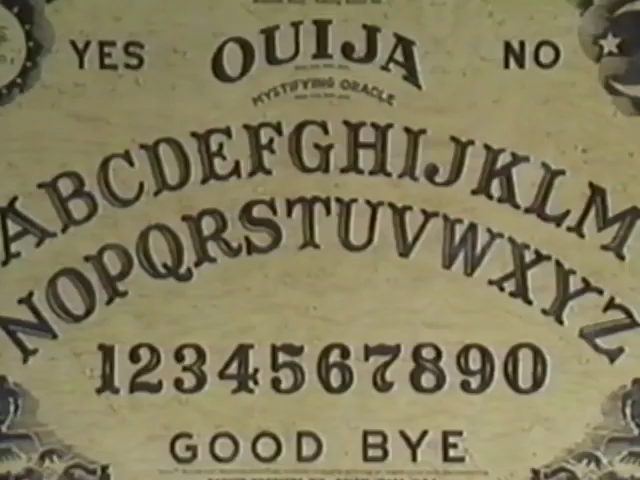 YES OUIJA NO
MYSTIFYING ORACLE
ABCDEFGHIJKLM
NOPQRSTUVWXYZ
1234567890
GOOD BYE